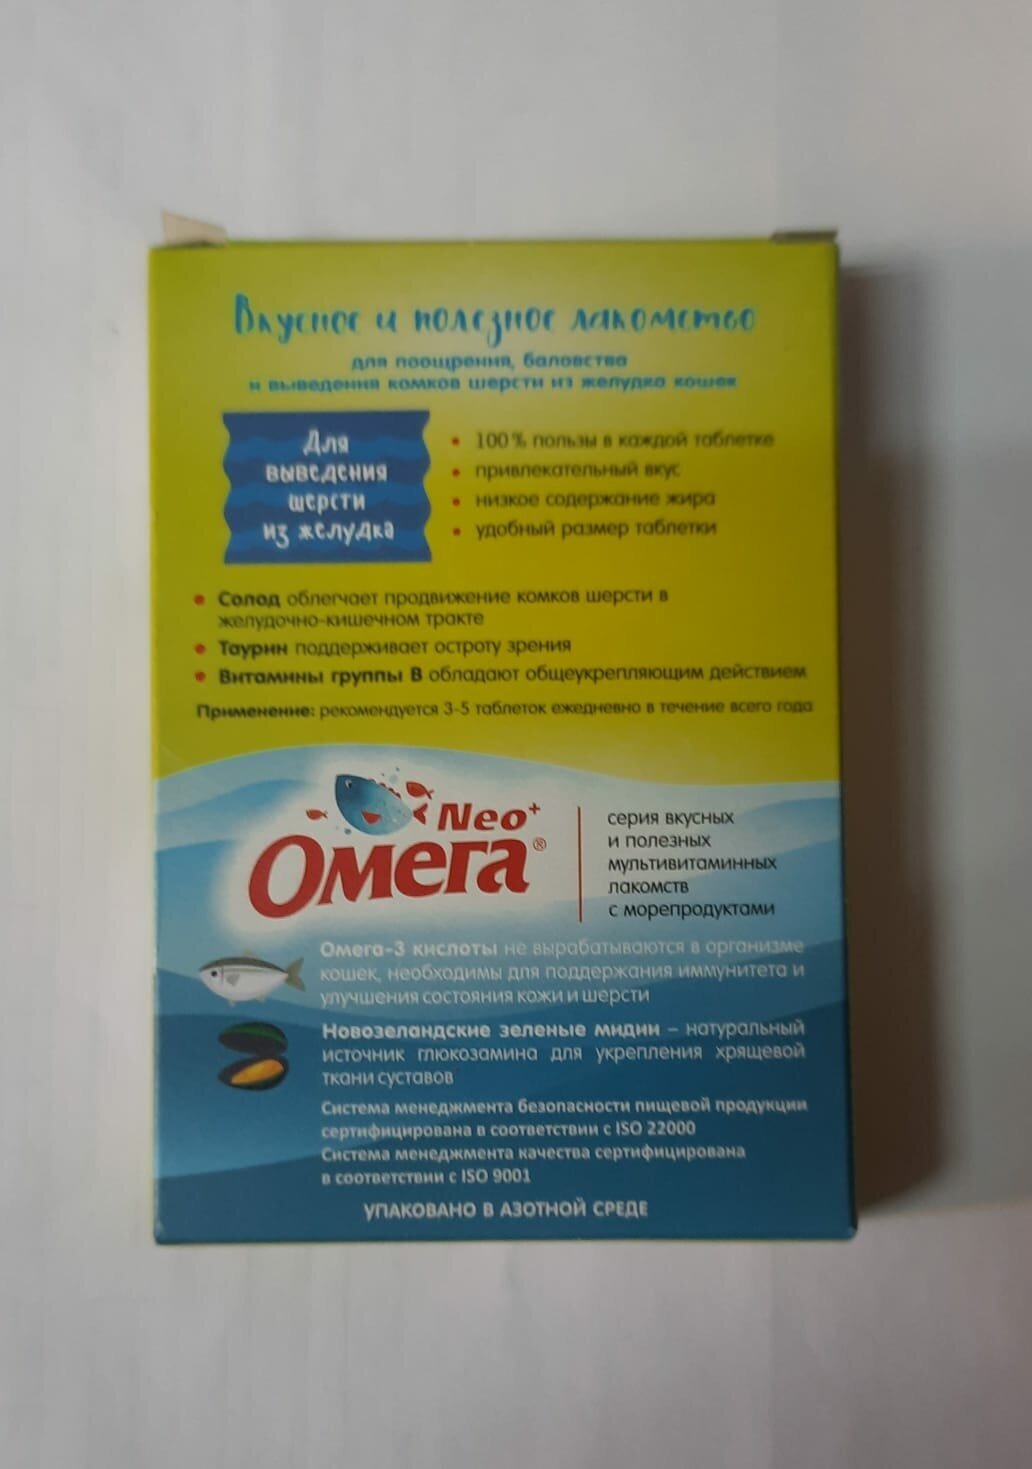 Вкусное и полезное лакомство
для поощрения, баловства
и выведения комков шерсти из желудка кошек
Для
выведения
шерсти
из желудка
• 100% пользы в каждой таблетке
• привлекательный вкус
• низкое содержание жира
• удобный размер таблетки
• Солод облегчает продвижение комков шерсти в
желудочно-кишечном тракте
• Таурин поддерживает остроту зрения
• Витамины группы В обладают общеукрепляющим действием
Применение: рекомендуется 3-5 таблеток ежедневно в течение всего года
Neo+
Омега®
серия вкусных
и полезных
мультивитаминных
лакомств
с морепродуктами
Омега-3 кислоты не вырабатываются в организме
кошек, необходимы для поддержания иммунитета и
улучшения состояния кожи и шерсти
Новозеландские зеленые мидии – натуральный
источник глюкозамина для укрепления хрящевой
ткани суставов
Система менеджмента безопасности пищевой продукции
сертифицирована в соответствии с ISO 22000
Система менеджмента качества сертифицирована
в соответствии с ISO 9001
УПАКОВАНО В АЗОТНОЙ СРЕДЕ